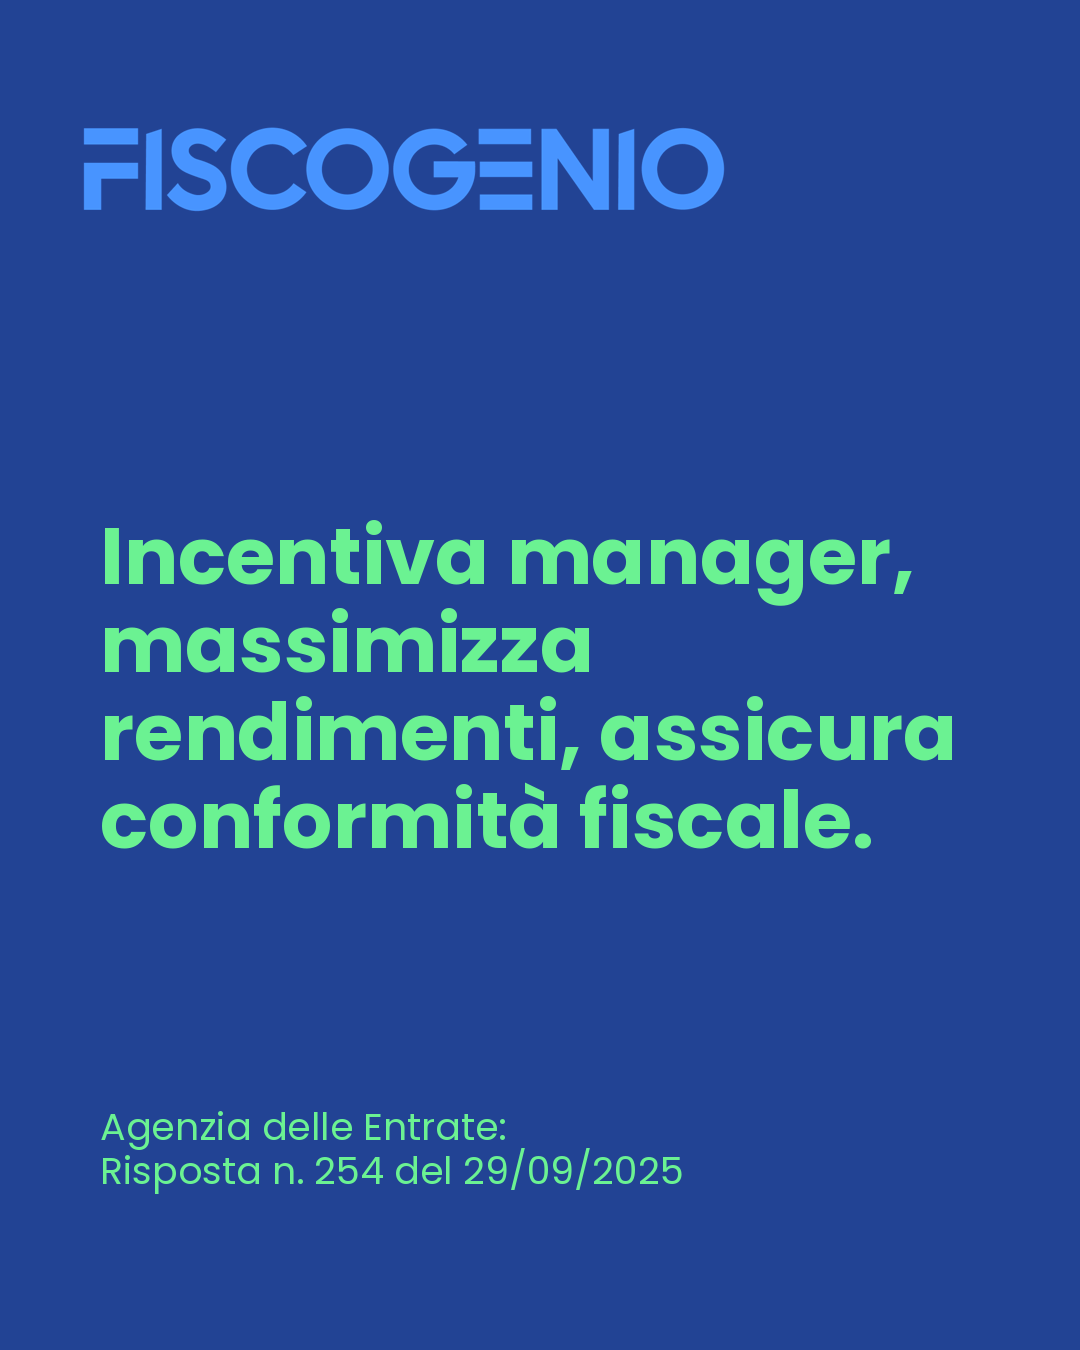 FISCOGENIO
Incentiva manager,
massimizza
rendimenti, assicura
conformità fiscale.
Agenzia delle Entrate:
Risposta n. 254 del 29/09/2025